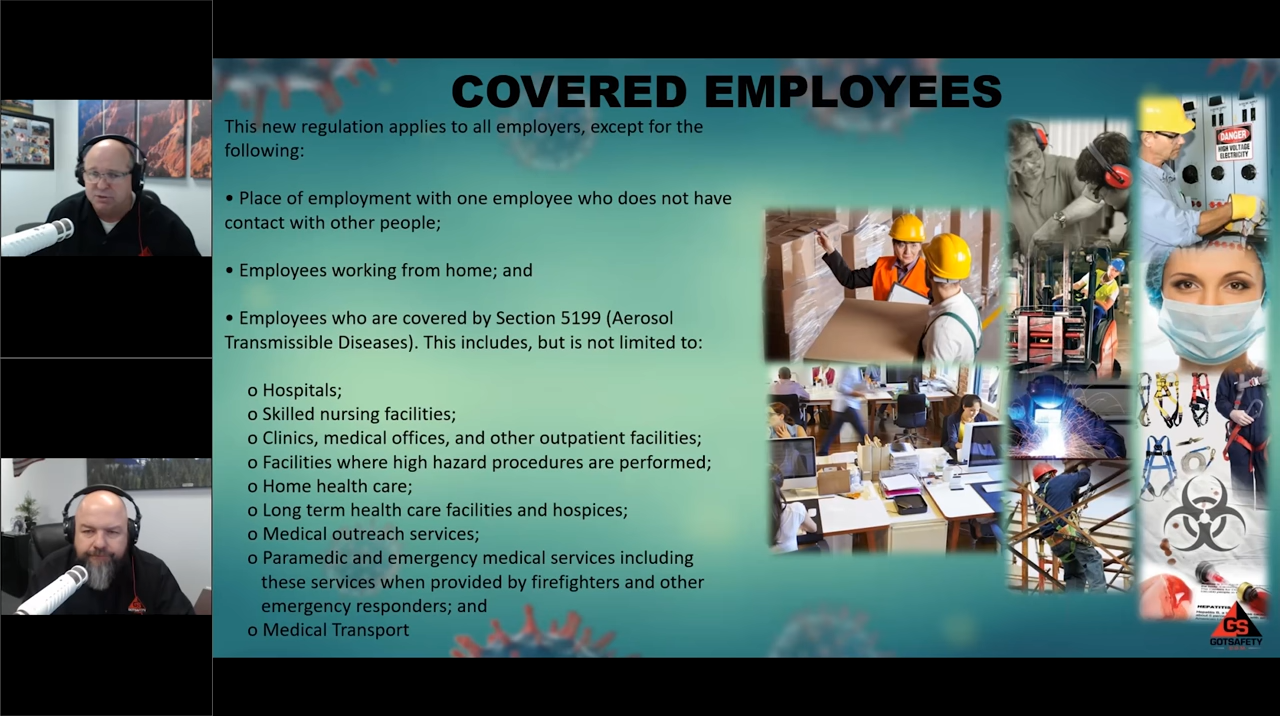 COVERED EMPLOYEES
This new regulation applies to all employers, except for the
following:
• Place of employment with one employee who does not have
contact with other people;
• Employees working from home; and
• Employees who are covered by Section 5199 (Aerosol
Transmissible Diseases). This includes, but is not limited to:
o Hospitals;
o Skilled nursing facilities;
o Clinics, medical offices, and other outpatient facilities;
o Facilities where high hazard procedures are performed;
o Home health care;
o Long term health care facilities and hospices;
o Medical outreach services;
o Paramedic and emergency medical services including
these services when provided by firefighters and other
emergency responders; and
o Medical Transport
DANGER
HIGH VOLTAGE
ELECTRICITY
GS
GOTSAFETY